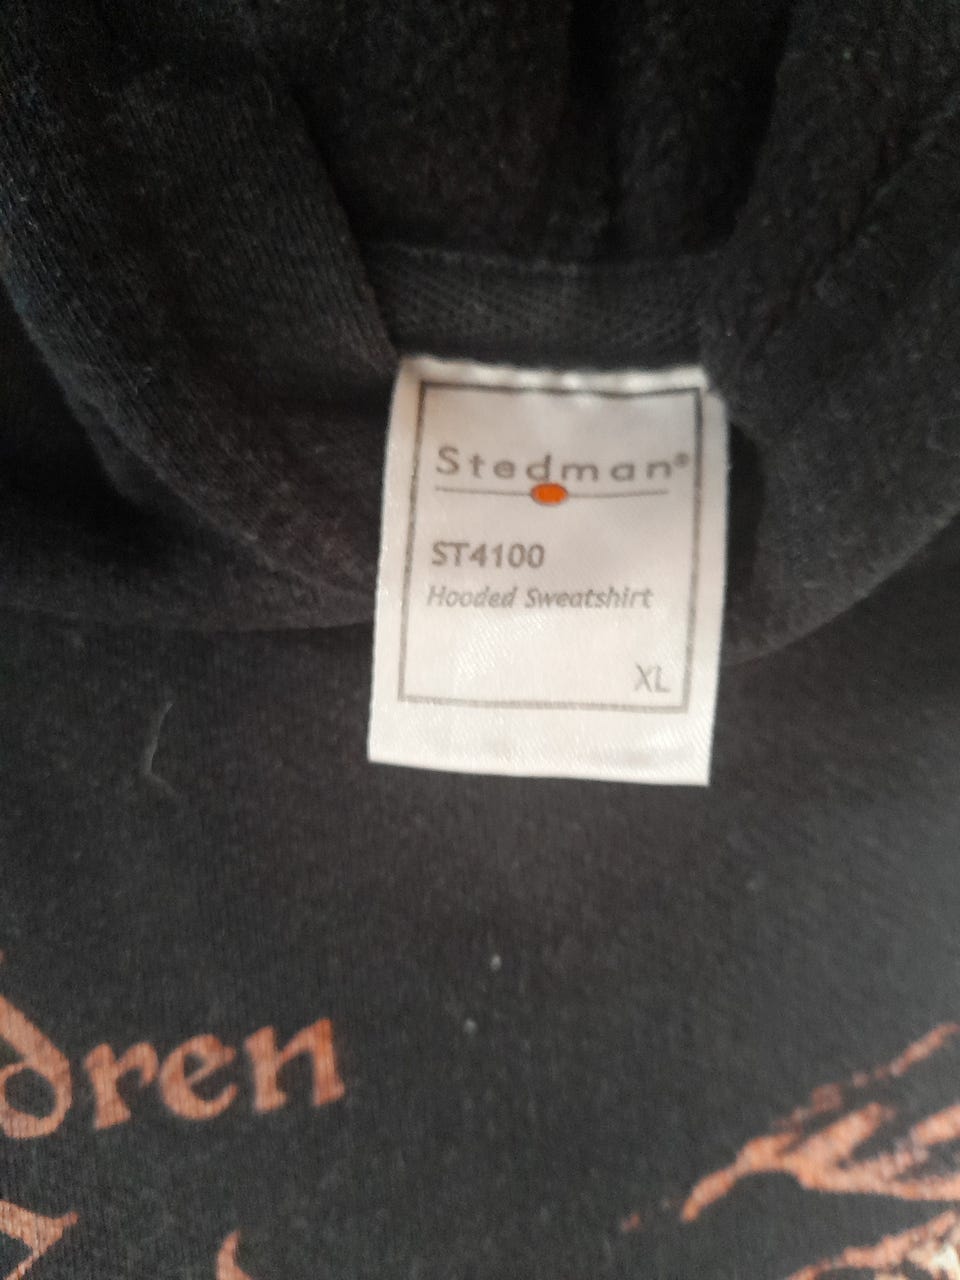 Stedman®
ST4100
Hooded Sweatshirt
XL
dren